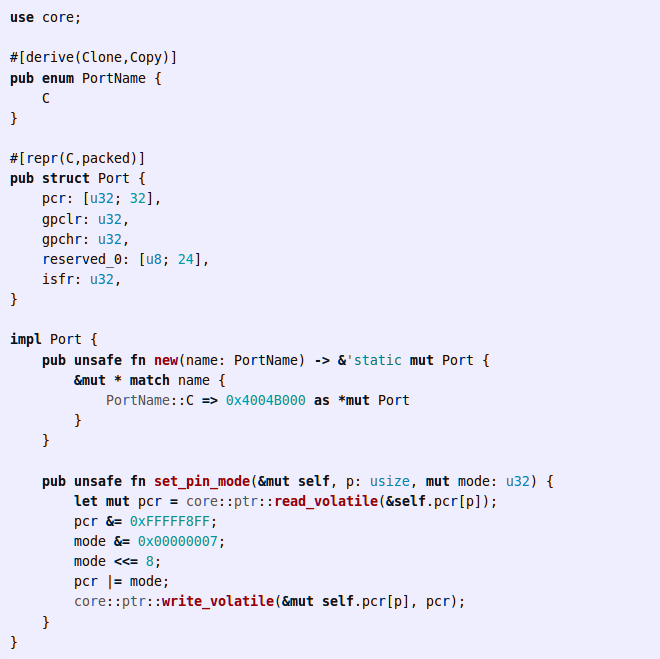 use core;

#[derive(Clone,Copy)]
pub enum PortName {
    C
}

#[repr(C,packed)]
pub struct Port {
    pcr: [u32; 32],
    gpclr: u32,
    gpchr: u32,
    reserved_0: [u8; 24],
    isfr: u32,
}

impl Port {
    pub unsafe fn new(name: PortName) -> &'static mut Port {
        &mut * match name {
            PortName::C => 0x4004B000 as *mut Port
        }
    }

    pub unsafe fn set_pin_mode(&mut self, p: usize, mut mode: u32) {
        let mut pcr = core::ptr::read_volatile(&self.pcr[p]);
        pcr &= 0xFFFFF8FF;
        mode &= 0x00000007;
        mode <<= 8;
        pcr |= mode;
        core::ptr::write_volatile(&mut self.pcr[p], pcr);
    }
}